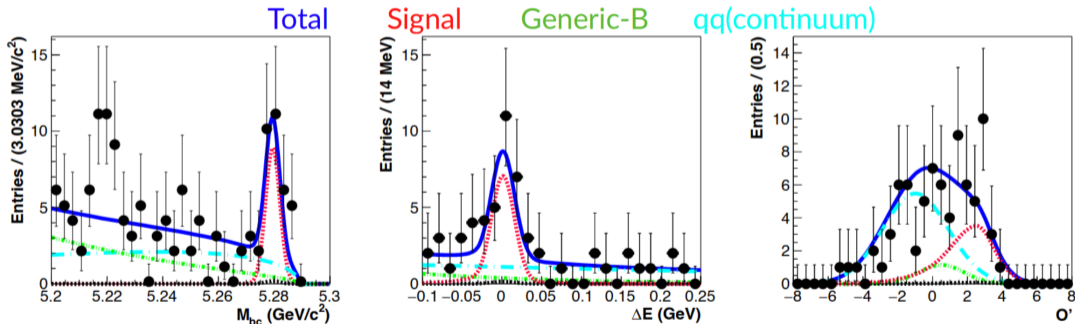 Total Signal Generic-B qq(continuum)
Entries / (3.0303 MeV/c²)
15
10
5
0
5.2 5.22 5.24 5.26 5.28 5.3
M_bc (GeV/c²)
Entries / (14 MeV)
15
10
5
0
−0.1 −0.05 0 0.05 0.1 0.15 0.2 0.25
ΔE (GeV)
Entries / (0.5)
14
12
10
8
6
4
2
0
−8 −6 −4 −2 0 2 4 6 8
O'